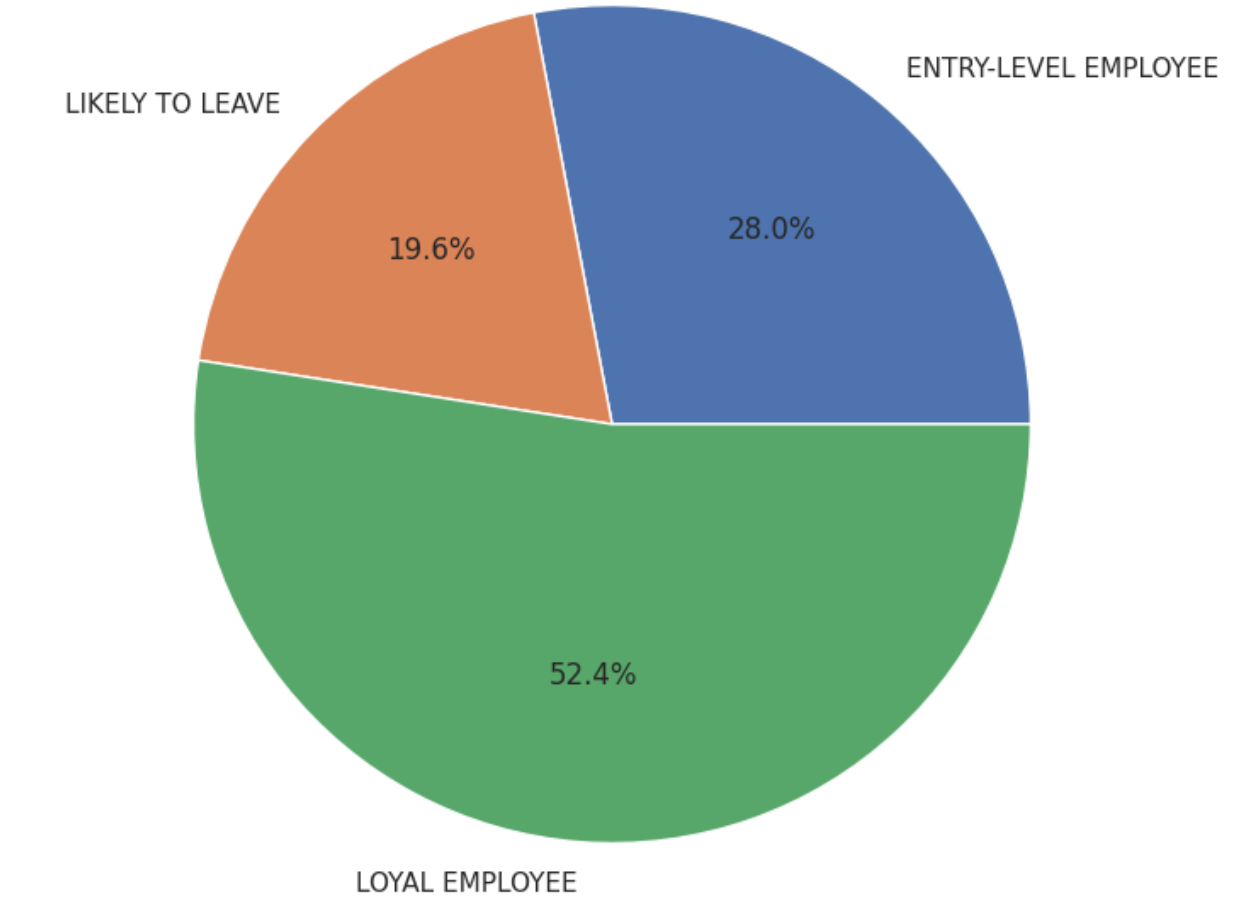 ENTRY-LEVEL EMPLOYEE
LIKELY TO LEAVE
28.0%
19.6%
52.4%
LOYAL EMPLOYEE